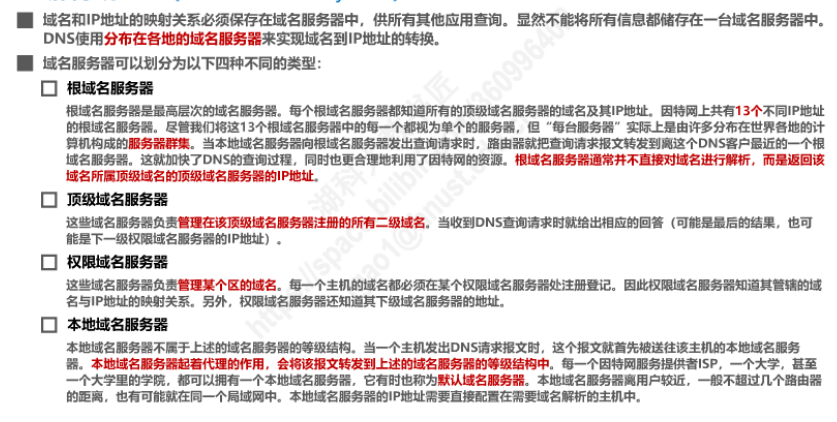 域名和IP地址的映射关系必须保存在域名服务器中，供所有其他应用查询。显然不能将所有信息都储存在一台域名服务器中。
DNS使用分布在各地的域名服务器来实现域名到IP地址的转换。
域名服务器可以划分为以下四种不同的类型：
根域名服务器
根域名服务器是最高层次的域名服务器。每个根域名服务器都知道所有的顶级域名服务器的域名及其IP地址。因特网上共有13个不同IP地址
的根域名服务器。尽管我们将这13个根域名服务器中的每一个都视为单个的服务器，但“每台服务器”实际上是由许多分布在世界各地的计
算机构成的服务器群集。当本地域名服务器向根域名服务器发出查询请求时，路由器就把查询请求报文转发到离这个DNS客户最近的一个根
域名服务器。这就加快了DNS的查询过程，同时也更合理地利用了因特网的资源。根域名服务器通常并不直接对域名进行解析，而是返回该
域名所属顶级域名的顶级域名服务器的IP地址。
顶级域名服务器
这些域名服务器负责管理在该顶级域名服务器注册的所有二级域名。当收到DNS查询请求时就给出相应的回答（可能是最后的结果，也可
能是下一级权限域名服务器的IP地址）。
权限域名服务器
这些域名服务器负责管理某个区的域名。每一个主机的域名都必须在某个权限域名服务器处注册登记。因此权限域名服务器知道其管辖的域
名与IP地址的映射关系。另外，权限域名服务器还知道其下级域名服务器的地址。
本地域名服务器
本地域名服务器不属于上述的域名服务器的等级结构。当一个主机发出DNS请求报文时，这个报文就首先被送往该主机的本地域名服务
器。本地域名服务器起着代理的作用，会将该报文转发到上述的域名服务器的等级结构中。每一个因特网服务提供者ISP，一个大学，甚至
一个大学里的学院，都可以拥有一个本地域名服务器，它有时也称为默认域名服务器。本地域名服务器离用户较近，一般不超过几个路由器
的距离，也有可能就在同一个局域网中。本地域名服务器的IP地址需要直接配置在需要域名解析的主机中。